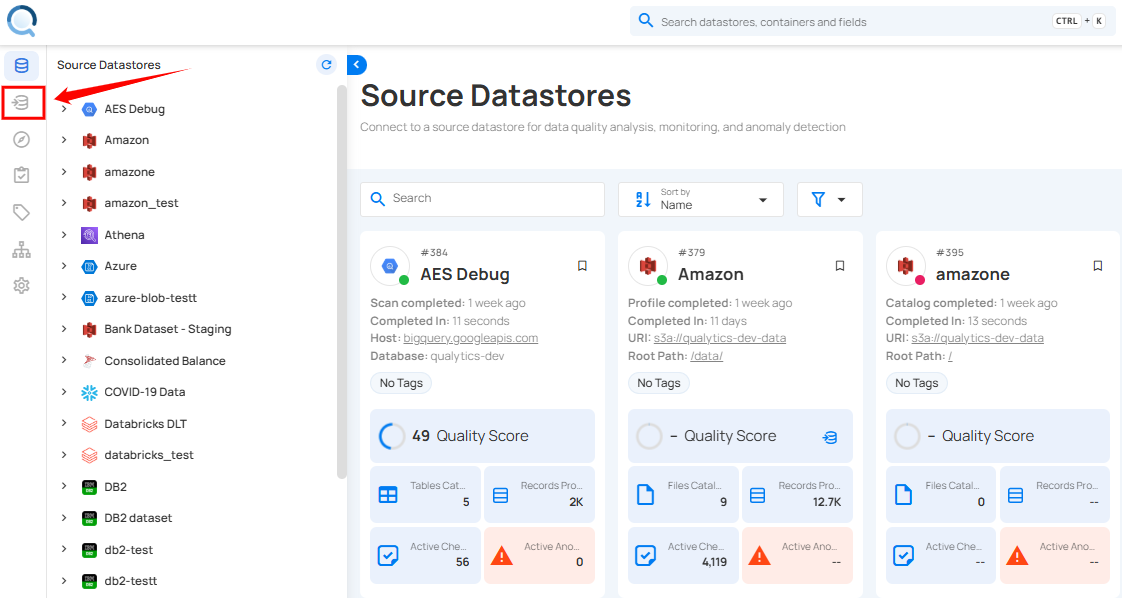 Search datastores, containers and fields
CTRL + K
Source Datastores
AES Debug
Amazon
amazone
amazon_test
Athena
Azure
azure-blob-testt
Bank Dataset - Staging
Consolidated Balance
COVID-19 Data
Databricks DLT
databricks_test
DB2
DB2 dataset
db2-test
db2-testt
Source Datastores
Connect to a source datastore for data quality analysis, monitoring, and anomaly detection
Search
Sort by
Name
#384
AES Debug
Scan completed: 1 week ago
Completed In: 11 seconds
Host: bigquery.googleapis.com
Database: qualytics-dev
No Tags
49 Quality Score
Tables Cat...
5
Records Pro...
2K
Active Che...
56
Active Ano...
0
#379
Amazon
Profile completed: 1 week ago
Completed In: 11 days
URI: s3a://qualytics-dev-data
Root Path: /data/
No Tags
– Quality Score
Files Catal...
9
Records Pro...
12.7K
Active Che...
4,119
Active Ano...
--
#395
amazone
Catalog completed: 1 week ago
Completed In: 13 seconds
URI: s3a://qualytics-dev-data
Root Path: /
No Tags
– Quality Score
Files Catal...
0
Records Pro...
--
Active Che...
--
Active Ano...
--